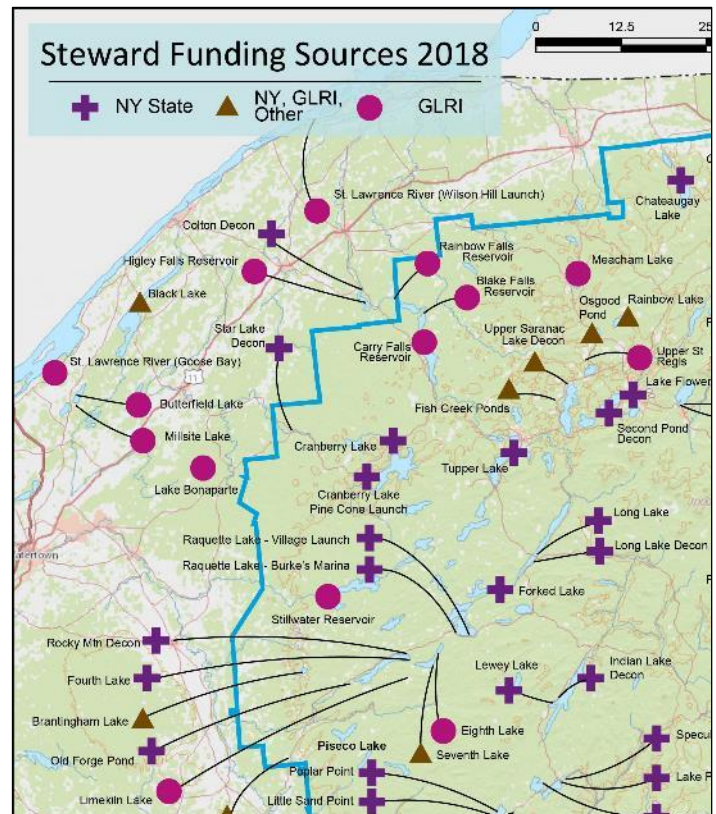 Steward Funding Sources 2018
NY State
NY, GLRI,
Other
GLRI
0 12.5 25
St. Lawrence River (Wilson Hill Launch)
Chateaugay
Lake
Colton Decon
Higley Falls Reservoir
Rainbow Falls
Reservoir
Meacham Lake
Black Lake
Blake Falls
Reservoir
Osgood
Pond
Rainbow Lake
Star Lake
Decon
Carry Falls
Reservoir
Upper Saranac
Lake Decon
Upper St
Regis
St. Lawrence River (Goose Bay)
11
Lake Flower
Butterfield Lake
Fish Creek Ponds
Second Pond
Decon
Millsite Lake
Cranberry Lake
Tupper Lake
Lake Bonaparte
Cranberry Lake
Pine Cone Launch
Long Lake
Raquette Lake - Village Launch
Long Lake Decon
Raquette Lake - Burke's Marina
Forked Lake
Stillwater Reservoir
Rocky Mtn Decon
Lewey Lake
Indian Lake
Decon
Fourth Lake
Brantingham Lake
Eighth Lake
Old Forge Pond
Piseco Lake
Seventh Lake
Poplar Point
Limekiln Lake
Little Sand Point